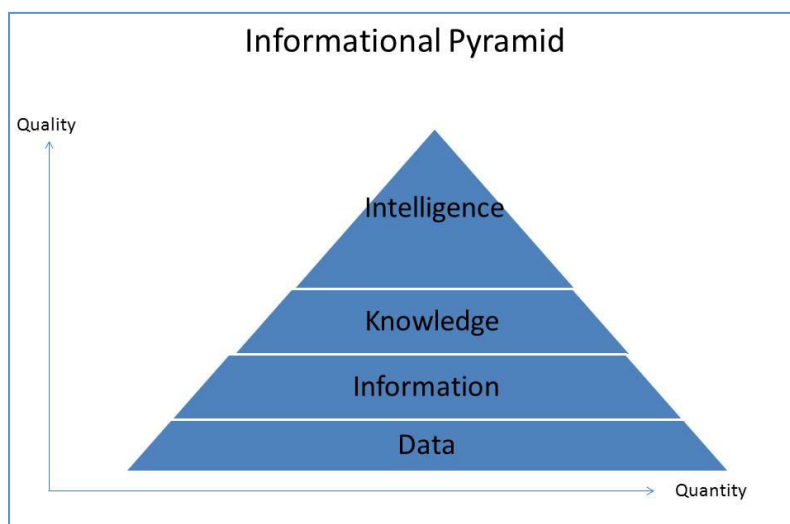 Informational Pyramid
Quality
Intelligence
Knowledge
Information
Data
Quantity